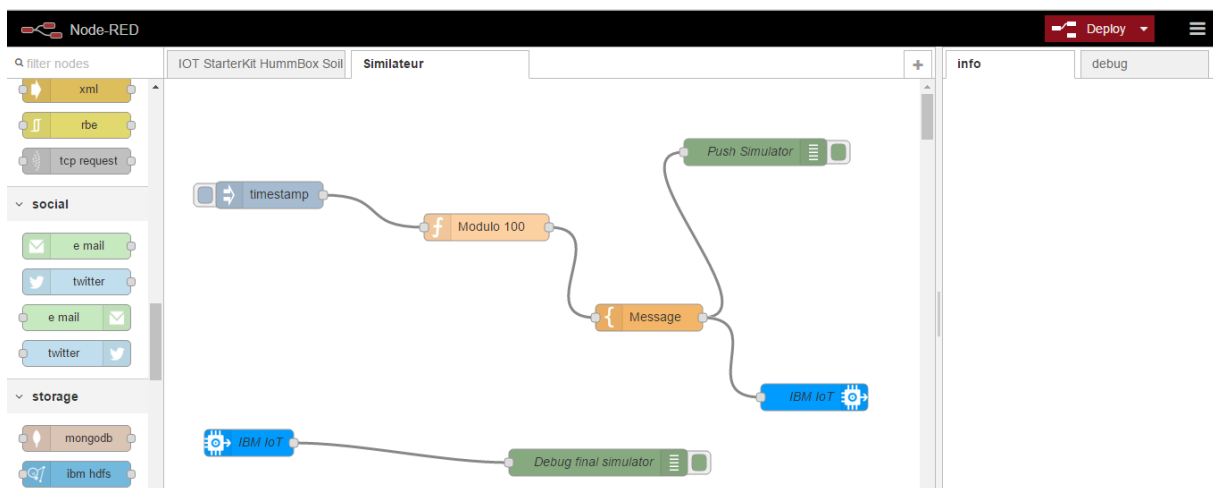 Node-RED
Deploy
filter nodes
IOT StarterKit HummBox Soil
Similateur
+
info
debug
xml
rbe
tcp request
social
e mail
twitter
e mail
twitter
storage
mongodb
ibm hdfs
Push Simulator
timestamp
f Modulo 100
{ Message
IBM IoT
IBM IoT
Debug final simulator